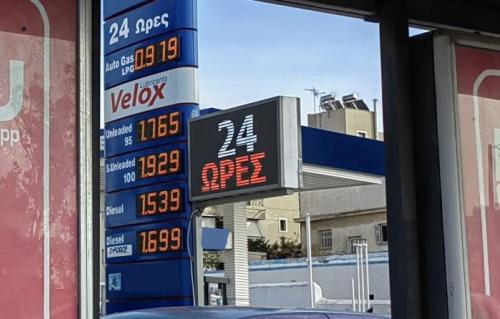 24 Ωρες
Auto Gas
LPG
0.919
Lubricants
Velox
Unleaded
95
1.765
S.Unleaded
100
1.929
Diesel
1.539
Diesel
1.699
24
ΩΡΕΣ
pp